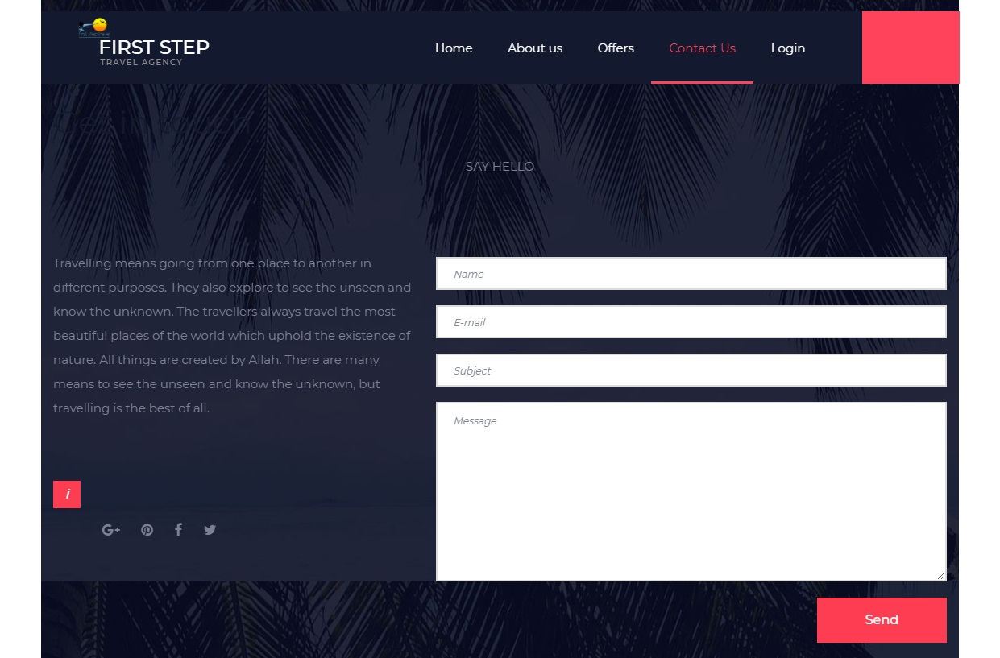 first step travel
FIRST STEP
TRAVEL AGENCY
Home
About us
Offers
Contact Us
Login
Get in touch
SAY HELLO
Travelling means going from one place to another in
different purposes. They also explore to see the unseen and
know the unknown. The travellers always travel the most
beautiful places of the world which uphold the existence of
nature. All things are created by Allah. There are many
means to see the unseen and know the unknown, but
travelling is the best of all.
i
G+
Name
E-mail
Subject
Message
Send